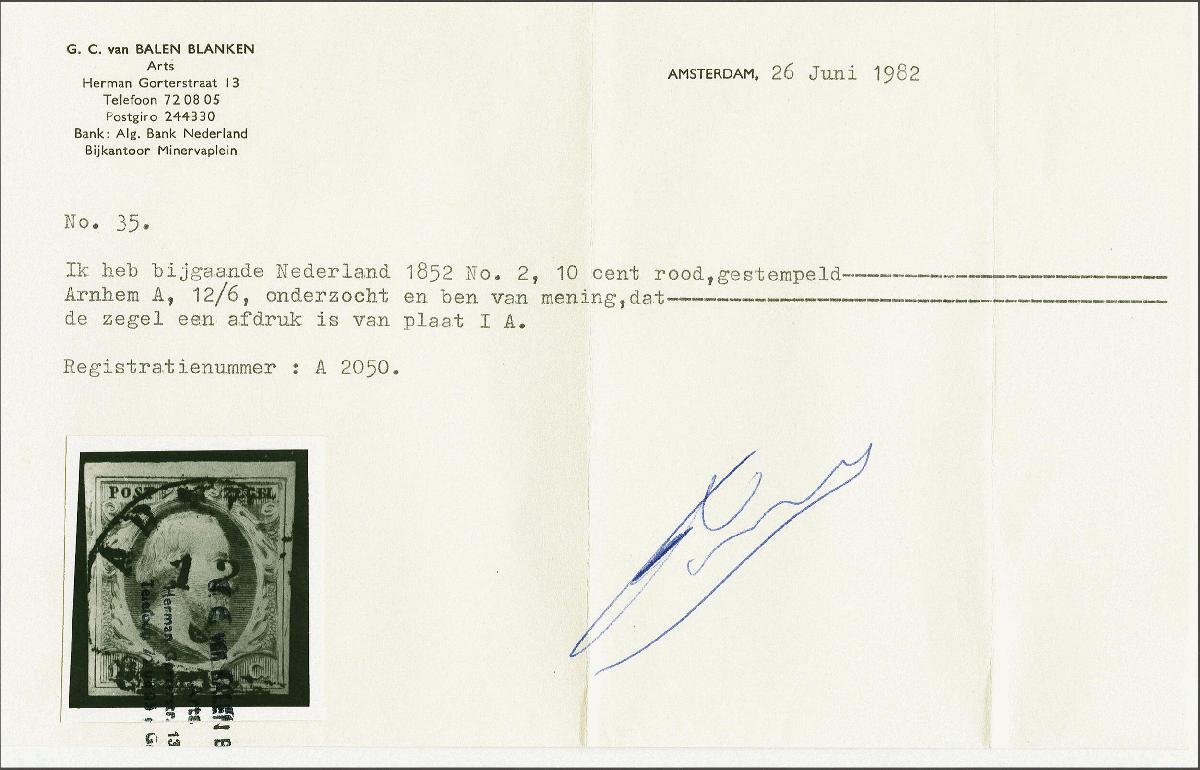 G. C. van BALEN BLANKEN
Arts
Herman Gorterstraat 13
Telefoon 72 08 05
Postgiro 244330
Bank: Alg. Bank Nederland
Bijkantoor Minervaplein
AMSTERDAM, 26 Juni 1982
No. 35.
Ik heb bijgaande Nederland 1852 No. 2, 10 cent rood,gestempeld
Arnhem A, 12/6, onderzocht en ben van mening,dat
de zegel een afdruk is van plaat I A.
Registratienummer : A 2050.
POST